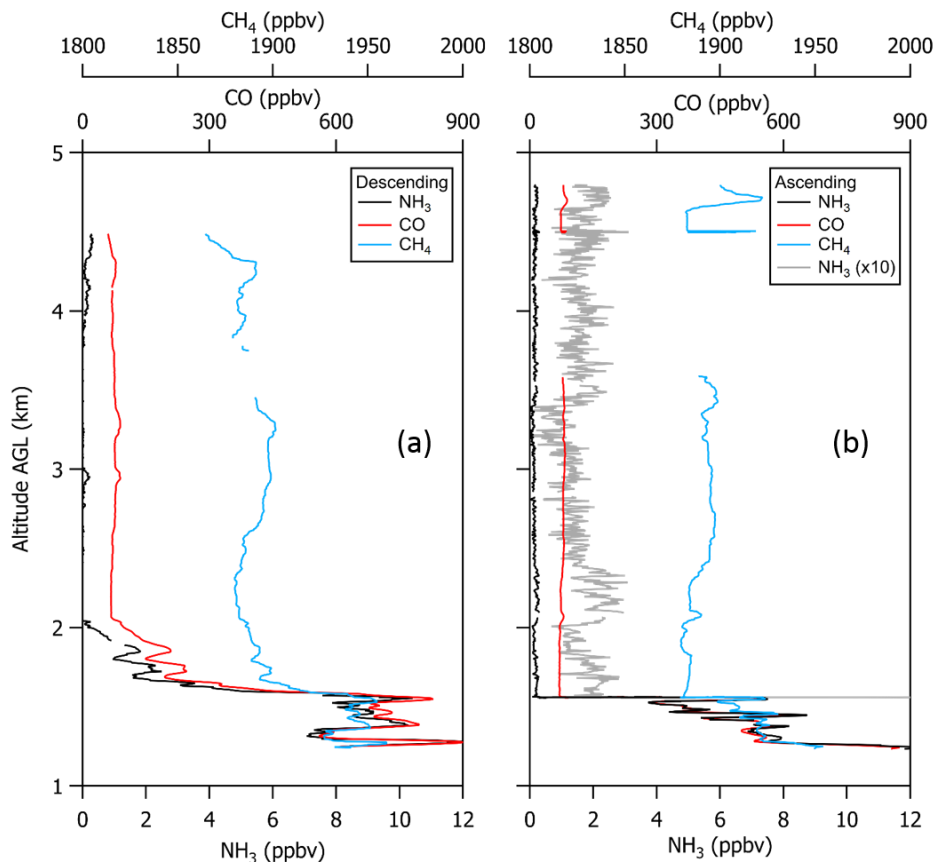 CH4 (ppbv)
1800 1850 1900 1950 2000
CO (ppbv)
0 300 600 900
5
4
3
2
1
Altitude AGL (km)
Descending
NH3
CO
CH4
(a)
0 2 4 6 8 10 12
NH3 (ppbv)
CH4 (ppbv)
1800 1850 1900 1950 2000
CO (ppbv)
0 300 600 900
Ascending
NH3
CO
CH4
NH3 (x10)
(b)
0 2 4 6 8 10 12
NH3 (ppbv)